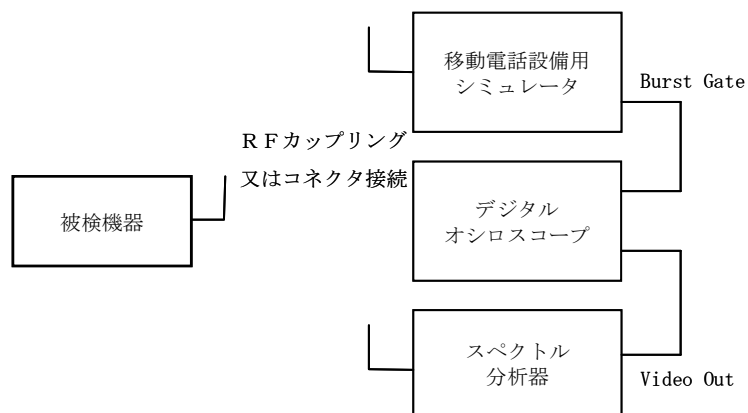 移動電話設備用
シミュレータ
Burst Gate
ＲＦカップリング
又はコネクタ接続
被検機器
デジタル
オシロスコープ
スペクトル
分析器
Video Out